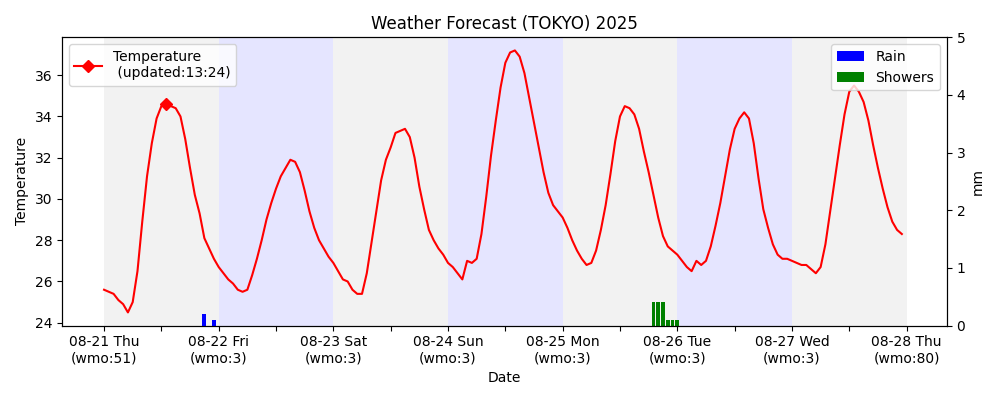 Weather Forecast (TOKYO) 2025
Temperature
(updated:13:24)
Rain
Showers
Temperature
36
34
32
30
28
26
24
5
4
3
2
1
0
mm
08-21 Thu
(wmo:51)
08-22 Fri
(wmo:3)
08-23 Sat
(wmo:3)
08-24 Sun
(wmo:3)
08-25 Mon
(wmo:3)
08-26 Tue
(wmo:3)
08-27 Wed
(wmo:3)
08-28 Thu
(wmo:80)
Date